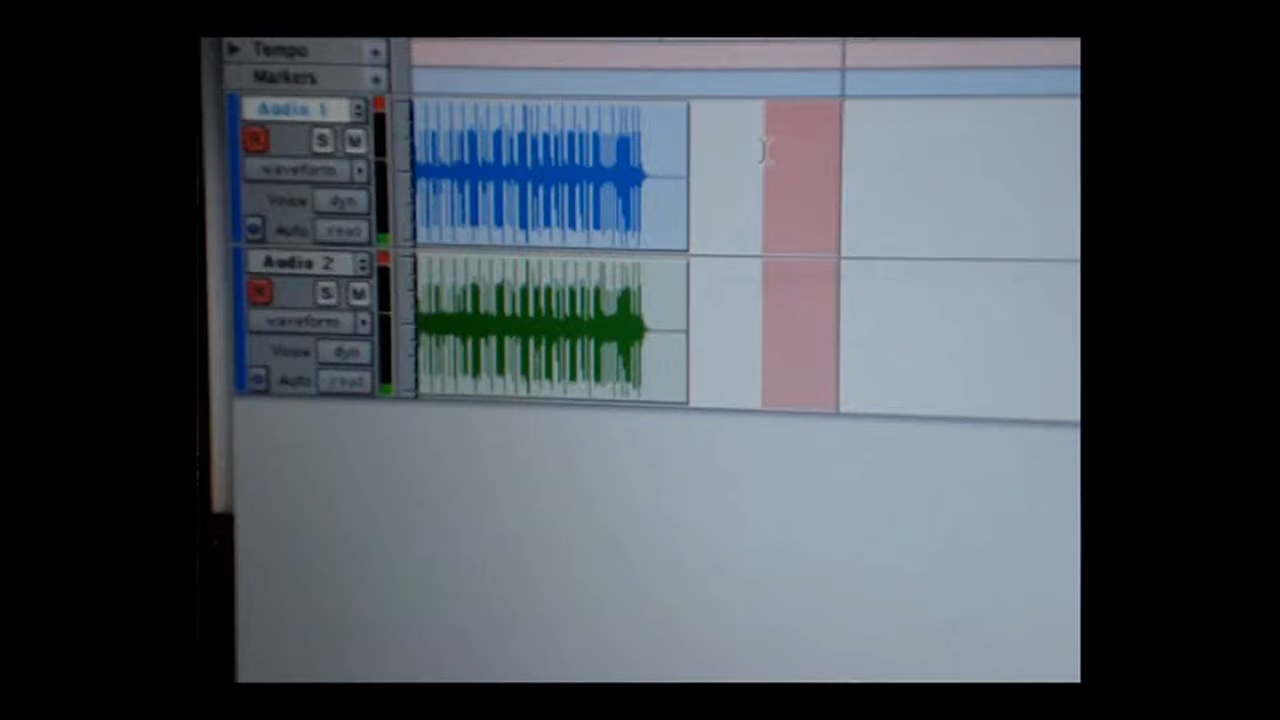 Tempo
Markers
Audio 1
R S M
waveform
Voice dyn
Auto read
Audio 2
R S M
waveform
Voice dyn
Auto read